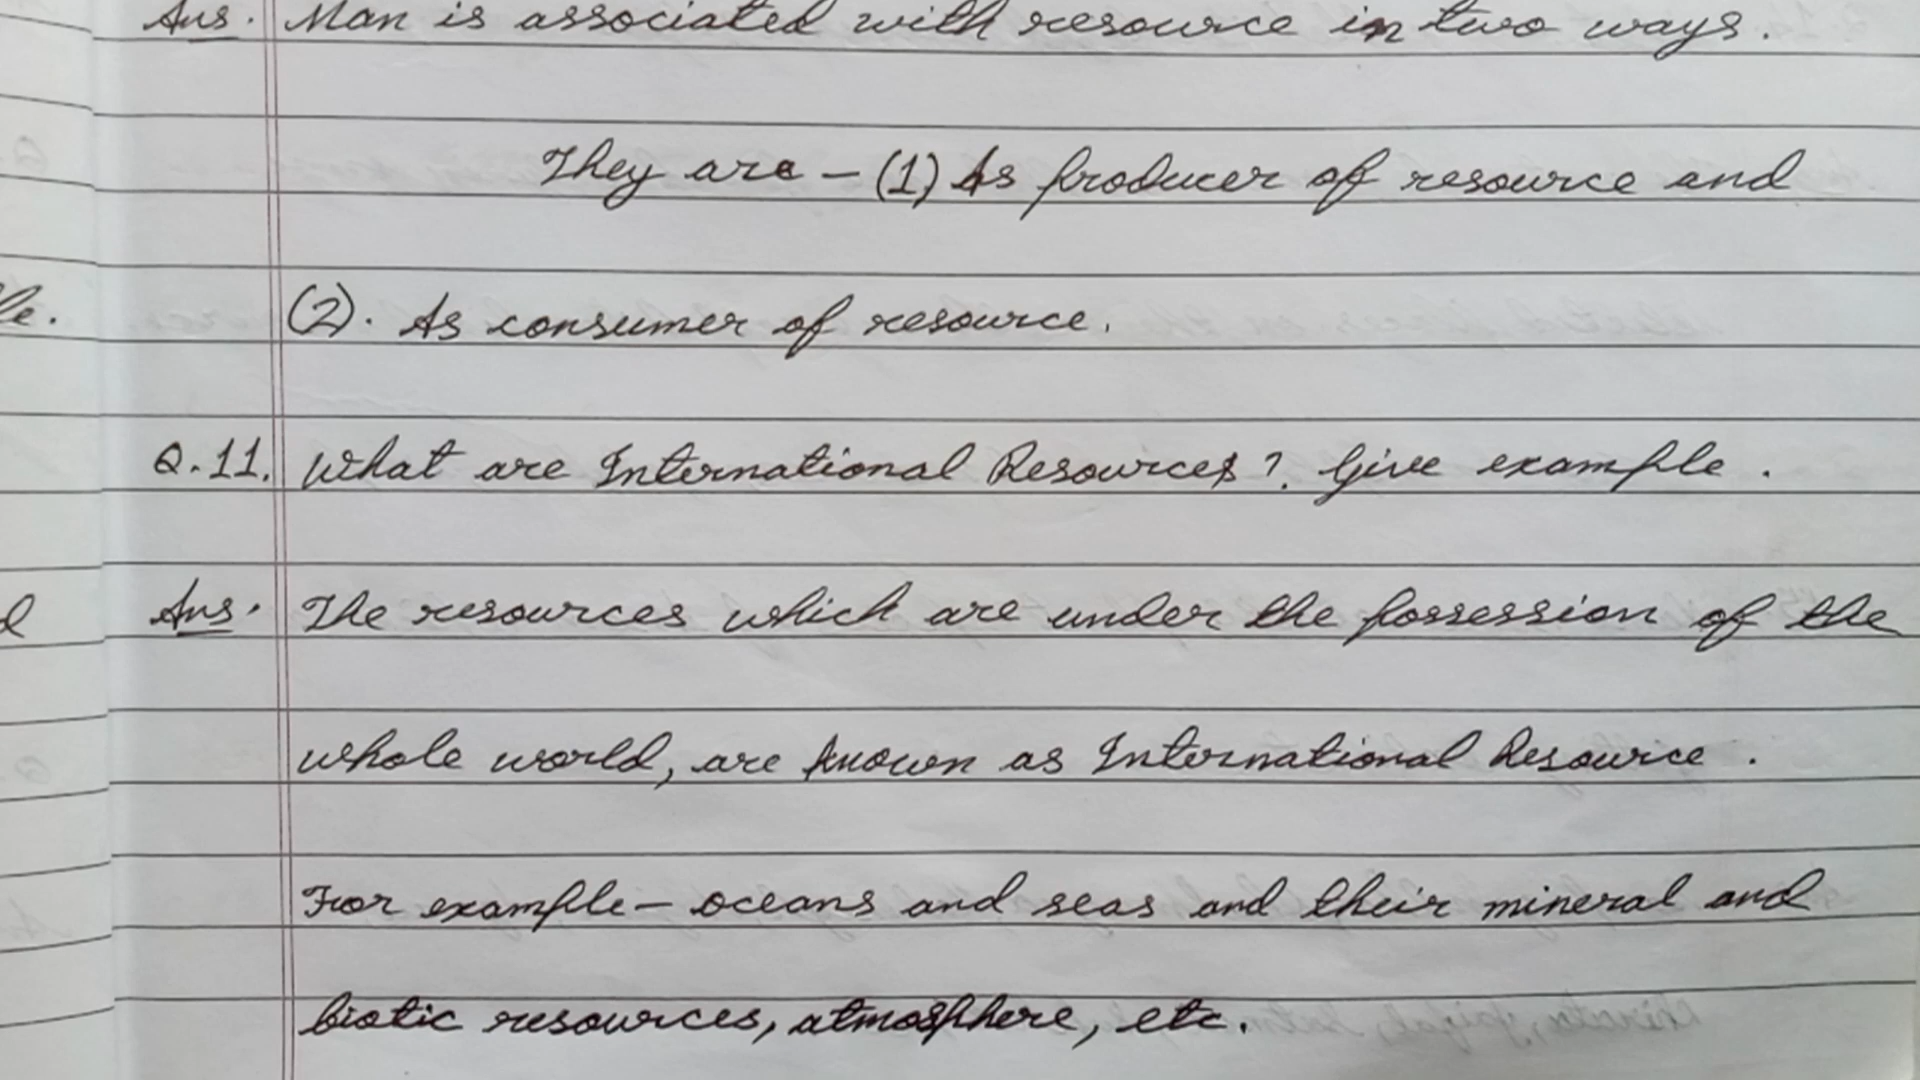 Ans. Man is associated with resource in two ways.
They are – (1) As producer of resource and
(2). As consumer of resource.
Q.11. What are International Resources? Give example.
Ans. The resources which are under the possession of the
whole world, are known as International Resource.
For example – oceans and seas and their mineral and
biotic resources, atmosphere, etc.